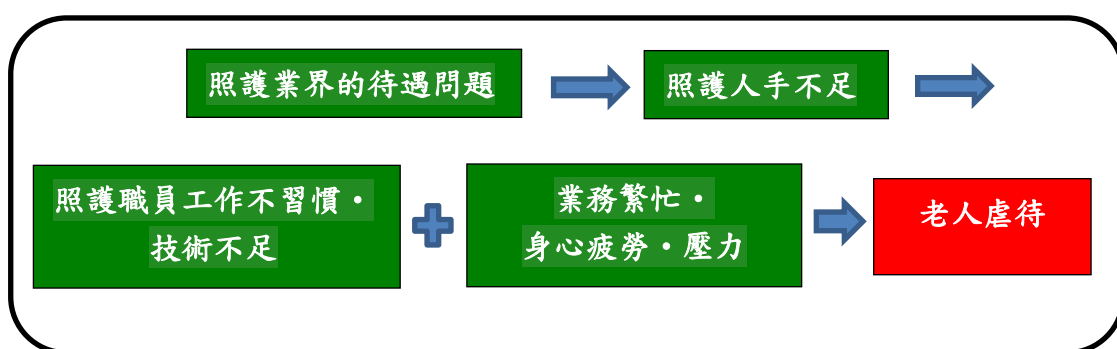 照護業界的待遇問題
照護人手不足
照護職員工作不習慣・
技術不足
業務繁忙・
身心疲勞・壓力
老人虐待